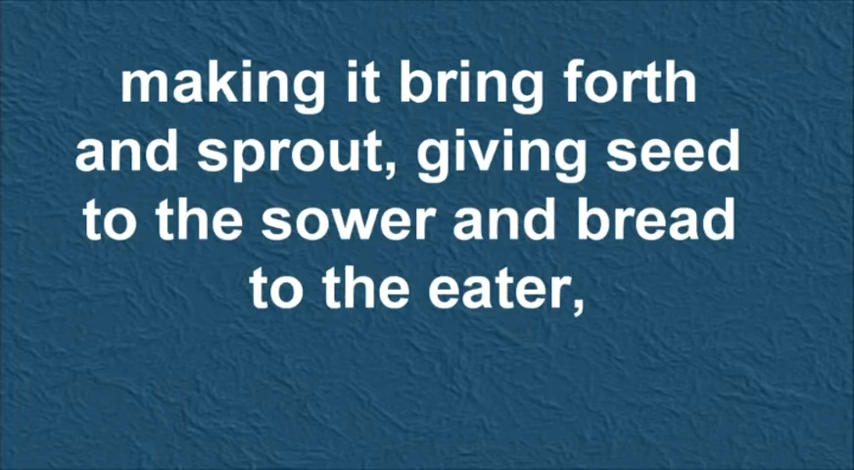 making it bring forth
and sprout, giving seed
to the sower and bread
to the eater,